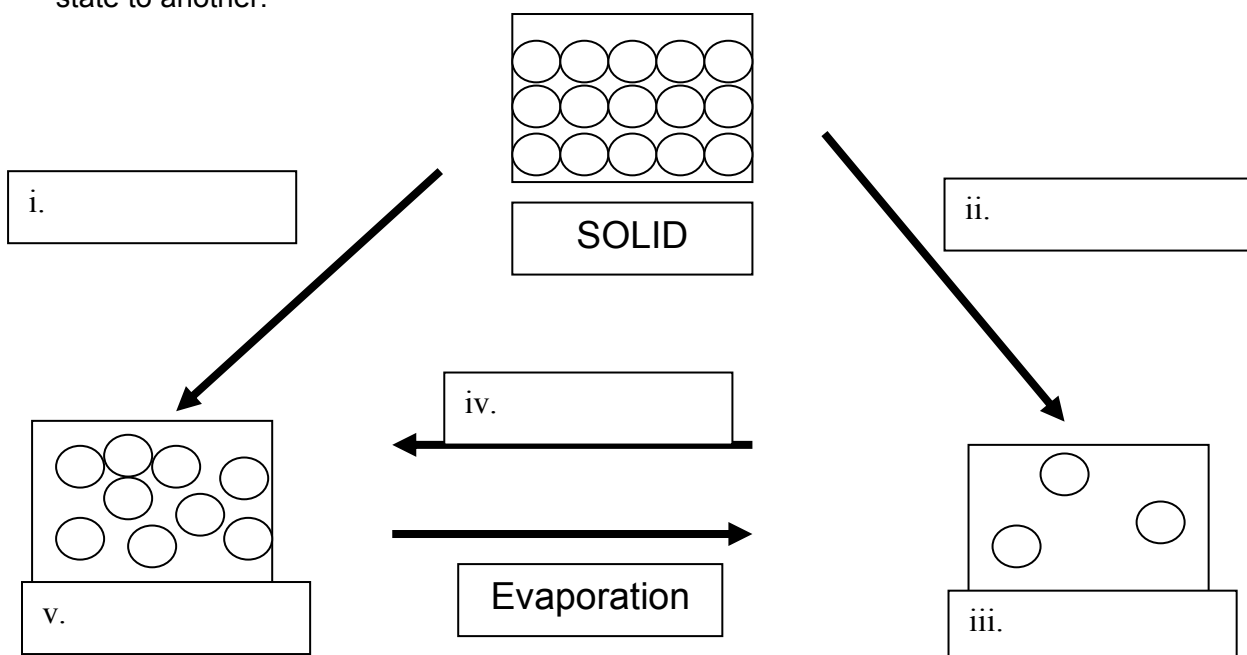 state to another.
SOLID
i.
ii.
iv.
Evaporation
v.
iii.